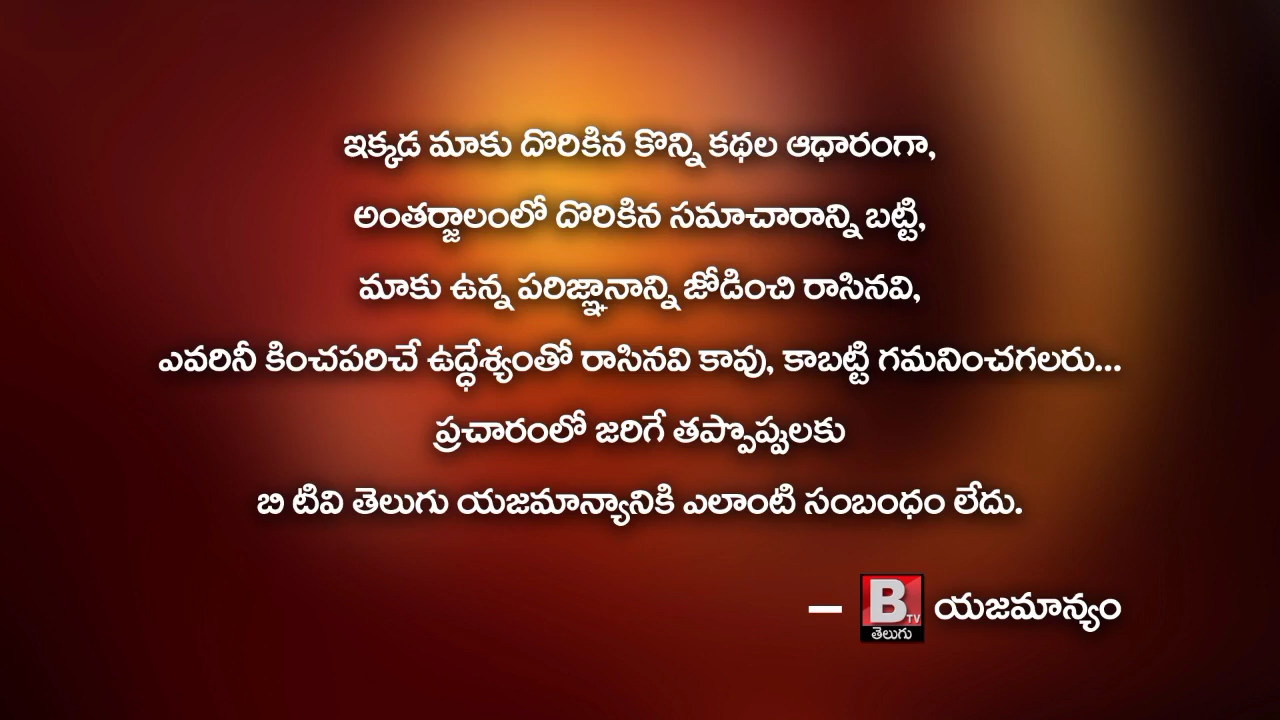 ఇక్కడ మాకు దొరికిన కొన్ని కథల ఆధారంగా,
అంతర్జాలంలో దొరికిన సమాచారాన్ని బట్టి,
మాకు ఉన్న పరిజ్ఞానాన్ని జోడించి రాసినవి,
ఎవరినీ కించపరిచే ఉద్ధేశ్యంతో రాసినవి కావు, కాబట్టి గమనించగలరు...
ప్రచారంలో జరిగే తప్పొప్పులకు
బి టివి తెలుగు యజమాన్యానికి ఎలాంటి సంబంధం లేదు.
– B TV తెలుగు యజమాన్యం